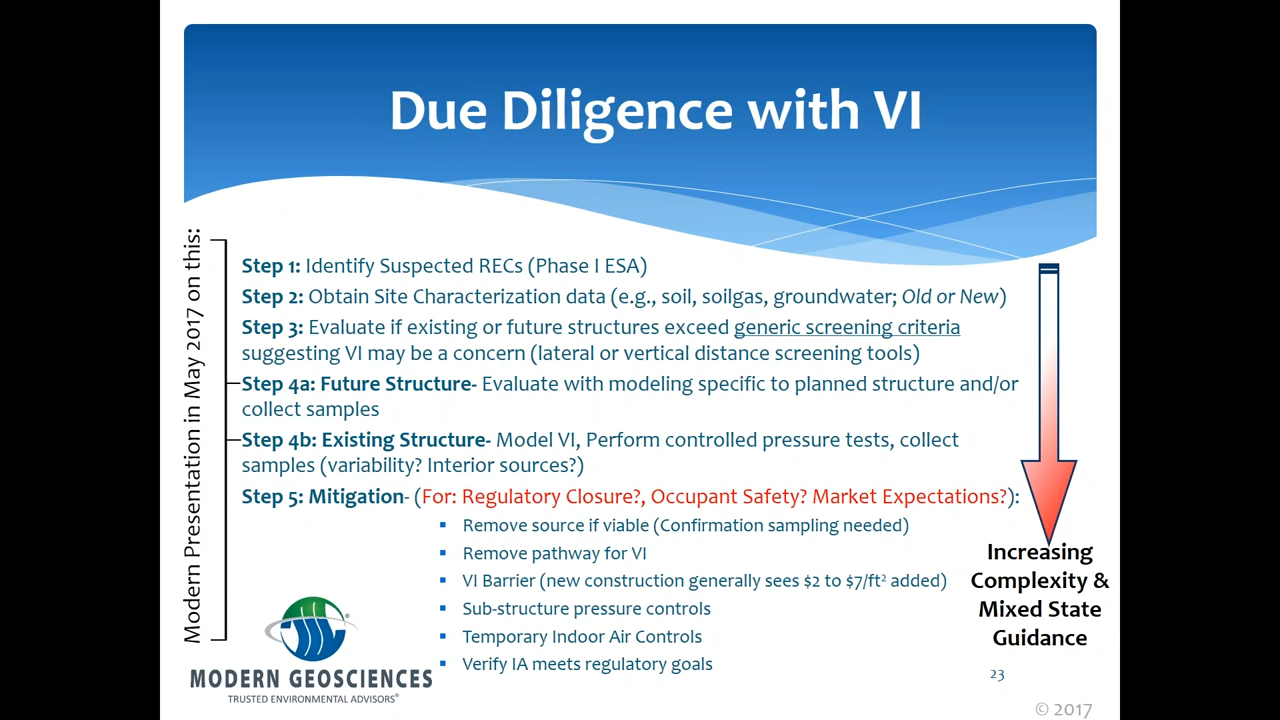 Due Diligence with VI
Modern Presentation in May 2017 on this:
Step 1: Identify Suspected RECs (Phase I ESA)
Step 2: Obtain Site Characterization data (e.g., soil, soilgas, groundwater; Old or New)
Step 3: Evaluate if existing or future structures exceed generic screening criteria
suggesting VI may be a concern (lateral or vertical distance screening tools)
Step 4a: Future Structure- Evaluate with modeling specific to planned structure and/or
collect samples
Step 4b: Existing Structure- Model VI, Perform controlled pressure tests, collect
samples (variability? Interior sources?)
Step 5: Mitigation- (For: Regulatory Closure?, Occupant Safety? Market Expectations?):
▪ Remove source if viable (Confirmation sampling needed)
▪ Remove pathway for VI
▪ VI Barrier (new construction generally sees $2 to $7/ft² added)
▪ Sub-structure pressure controls
▪ Temporary Indoor Air Controls
▪ Verify IA meets regulatory goals
Increasing
Complexity &
Mixed State
Guidance
MODERN GEOSCIENCES
TRUSTED ENVIRONMENTAL ADVISORS®
23
© 2017